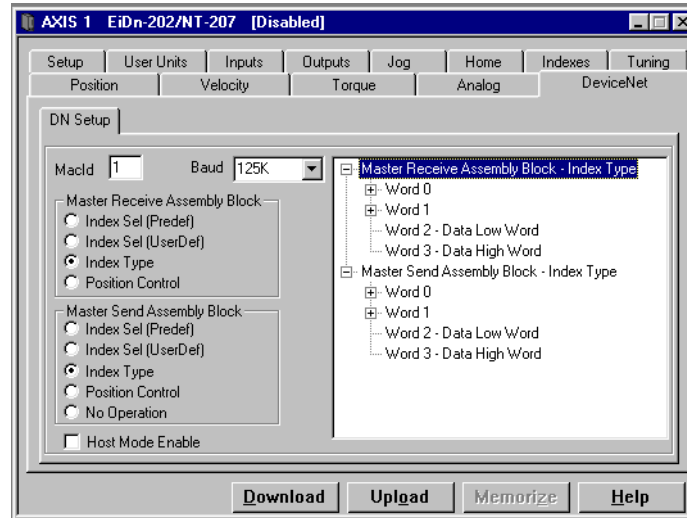 AXIS 1 EiDn-202/NT-207 [Disabled]
Setup User Units Inputs Outputs Jog Home Indexes Tuning
Position Velocity Torque Analog DeviceNet
DN Setup
MacId 1 Baud 125K
Master Receive Assembly Block
Index Sel (Predef)
Index Sel (UserDef)
Index Type
Position Control
Master Send Assembly Block
Index Sel (Predef)
Index Sel (UserDef)
Index Type
Position Control
No Operation
Host Mode Enable
Master Receive Assembly Block - Index Type
Word 0
Word 1
Word 2 - Data Low Word
Word 3 - Data High Word
Master Send Assembly Block - Index Type
Word 0
Word 1
Word 2 - Data Low Word
Word 3 - Data High Word
Download Upload Memorize Help